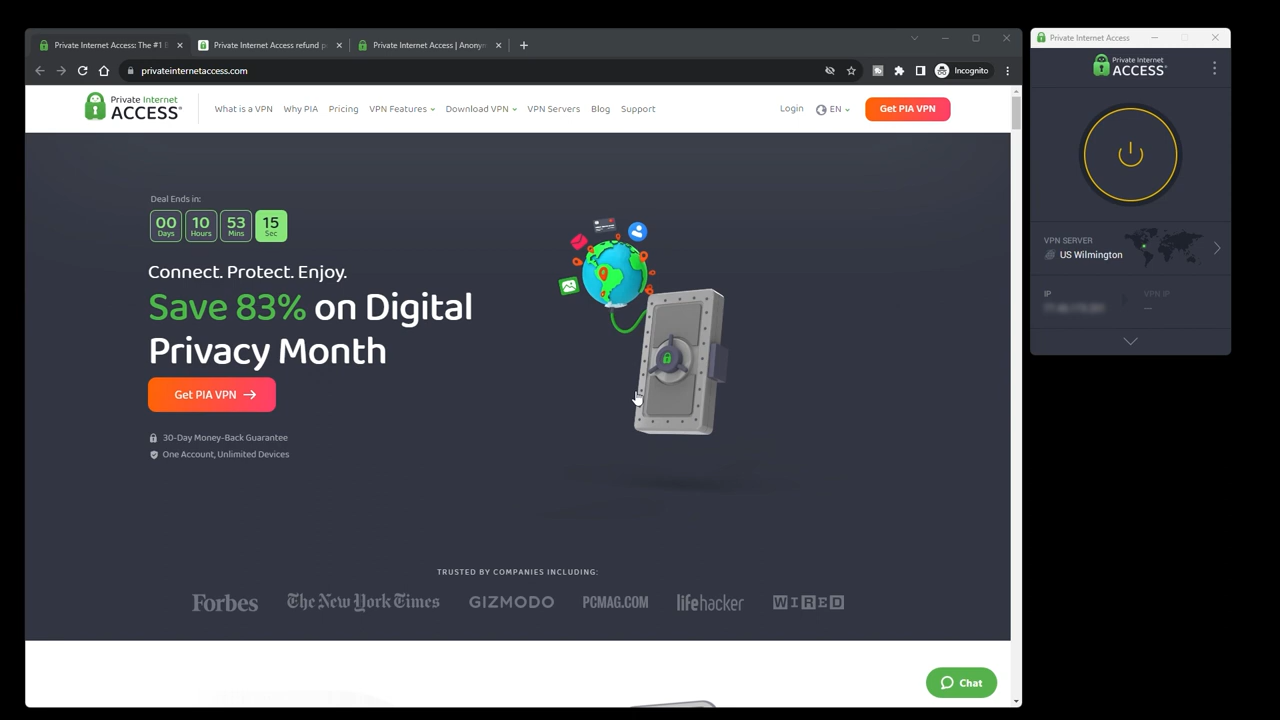 Private Internet Access: The #1
Private Internet Access refund p
Private Internet Access | Anonym
privateinternetaccess.com
Incognito
Private Internet
ACCESS
What is a VPN
Why PIA
Pricing
VPN Features
Download VPN
VPN Servers
Blog
Support
Login
EN
Get PIA VPN
Deal Ends in:
00 10 53 15
Days Hours Mins Sec
Connect. Protect. Enjoy.
Save 83% on Digital
Privacy Month
Get PIA VPN
30-Day Money-Back Guarantee
One Account, Unlimited Devices
TRUSTED BY COMPANIES INCLUDING:
Forbes
The New York Times
GIZMODO
PCMAG.COM
lifehacker
WIRED
Chat
Private Internet Access
Private Internet
ACCESS
VPN SERVER
US Wilmington
IP
VPN IP
—